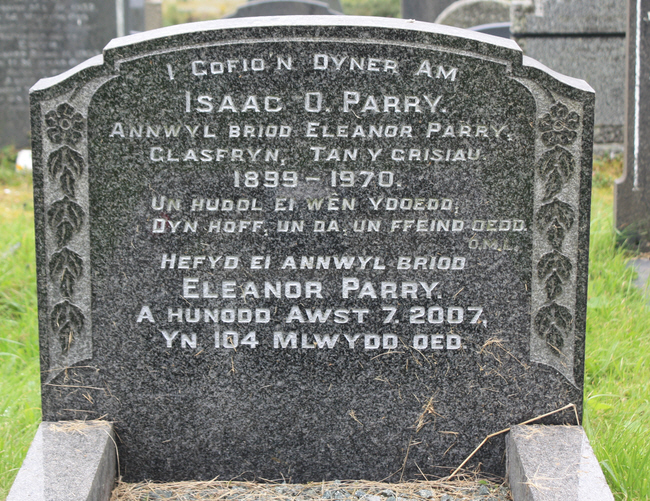 I Gofio'n Dyner Am
Isaac O. Parry.
Annwyl briod Eleanor Parry,
Glasfryn, Tan y Grisiau.
1899 – 1970.
Un huddl ei wên ydoedd;
Dyn hoff, un da, un ffeind oedd.
O.M.L.
Hefyd ei annwyl briod
Eleanor Parry.
A hunodd Awst 7. 2007,
Yn 104 Mlwydd oed.